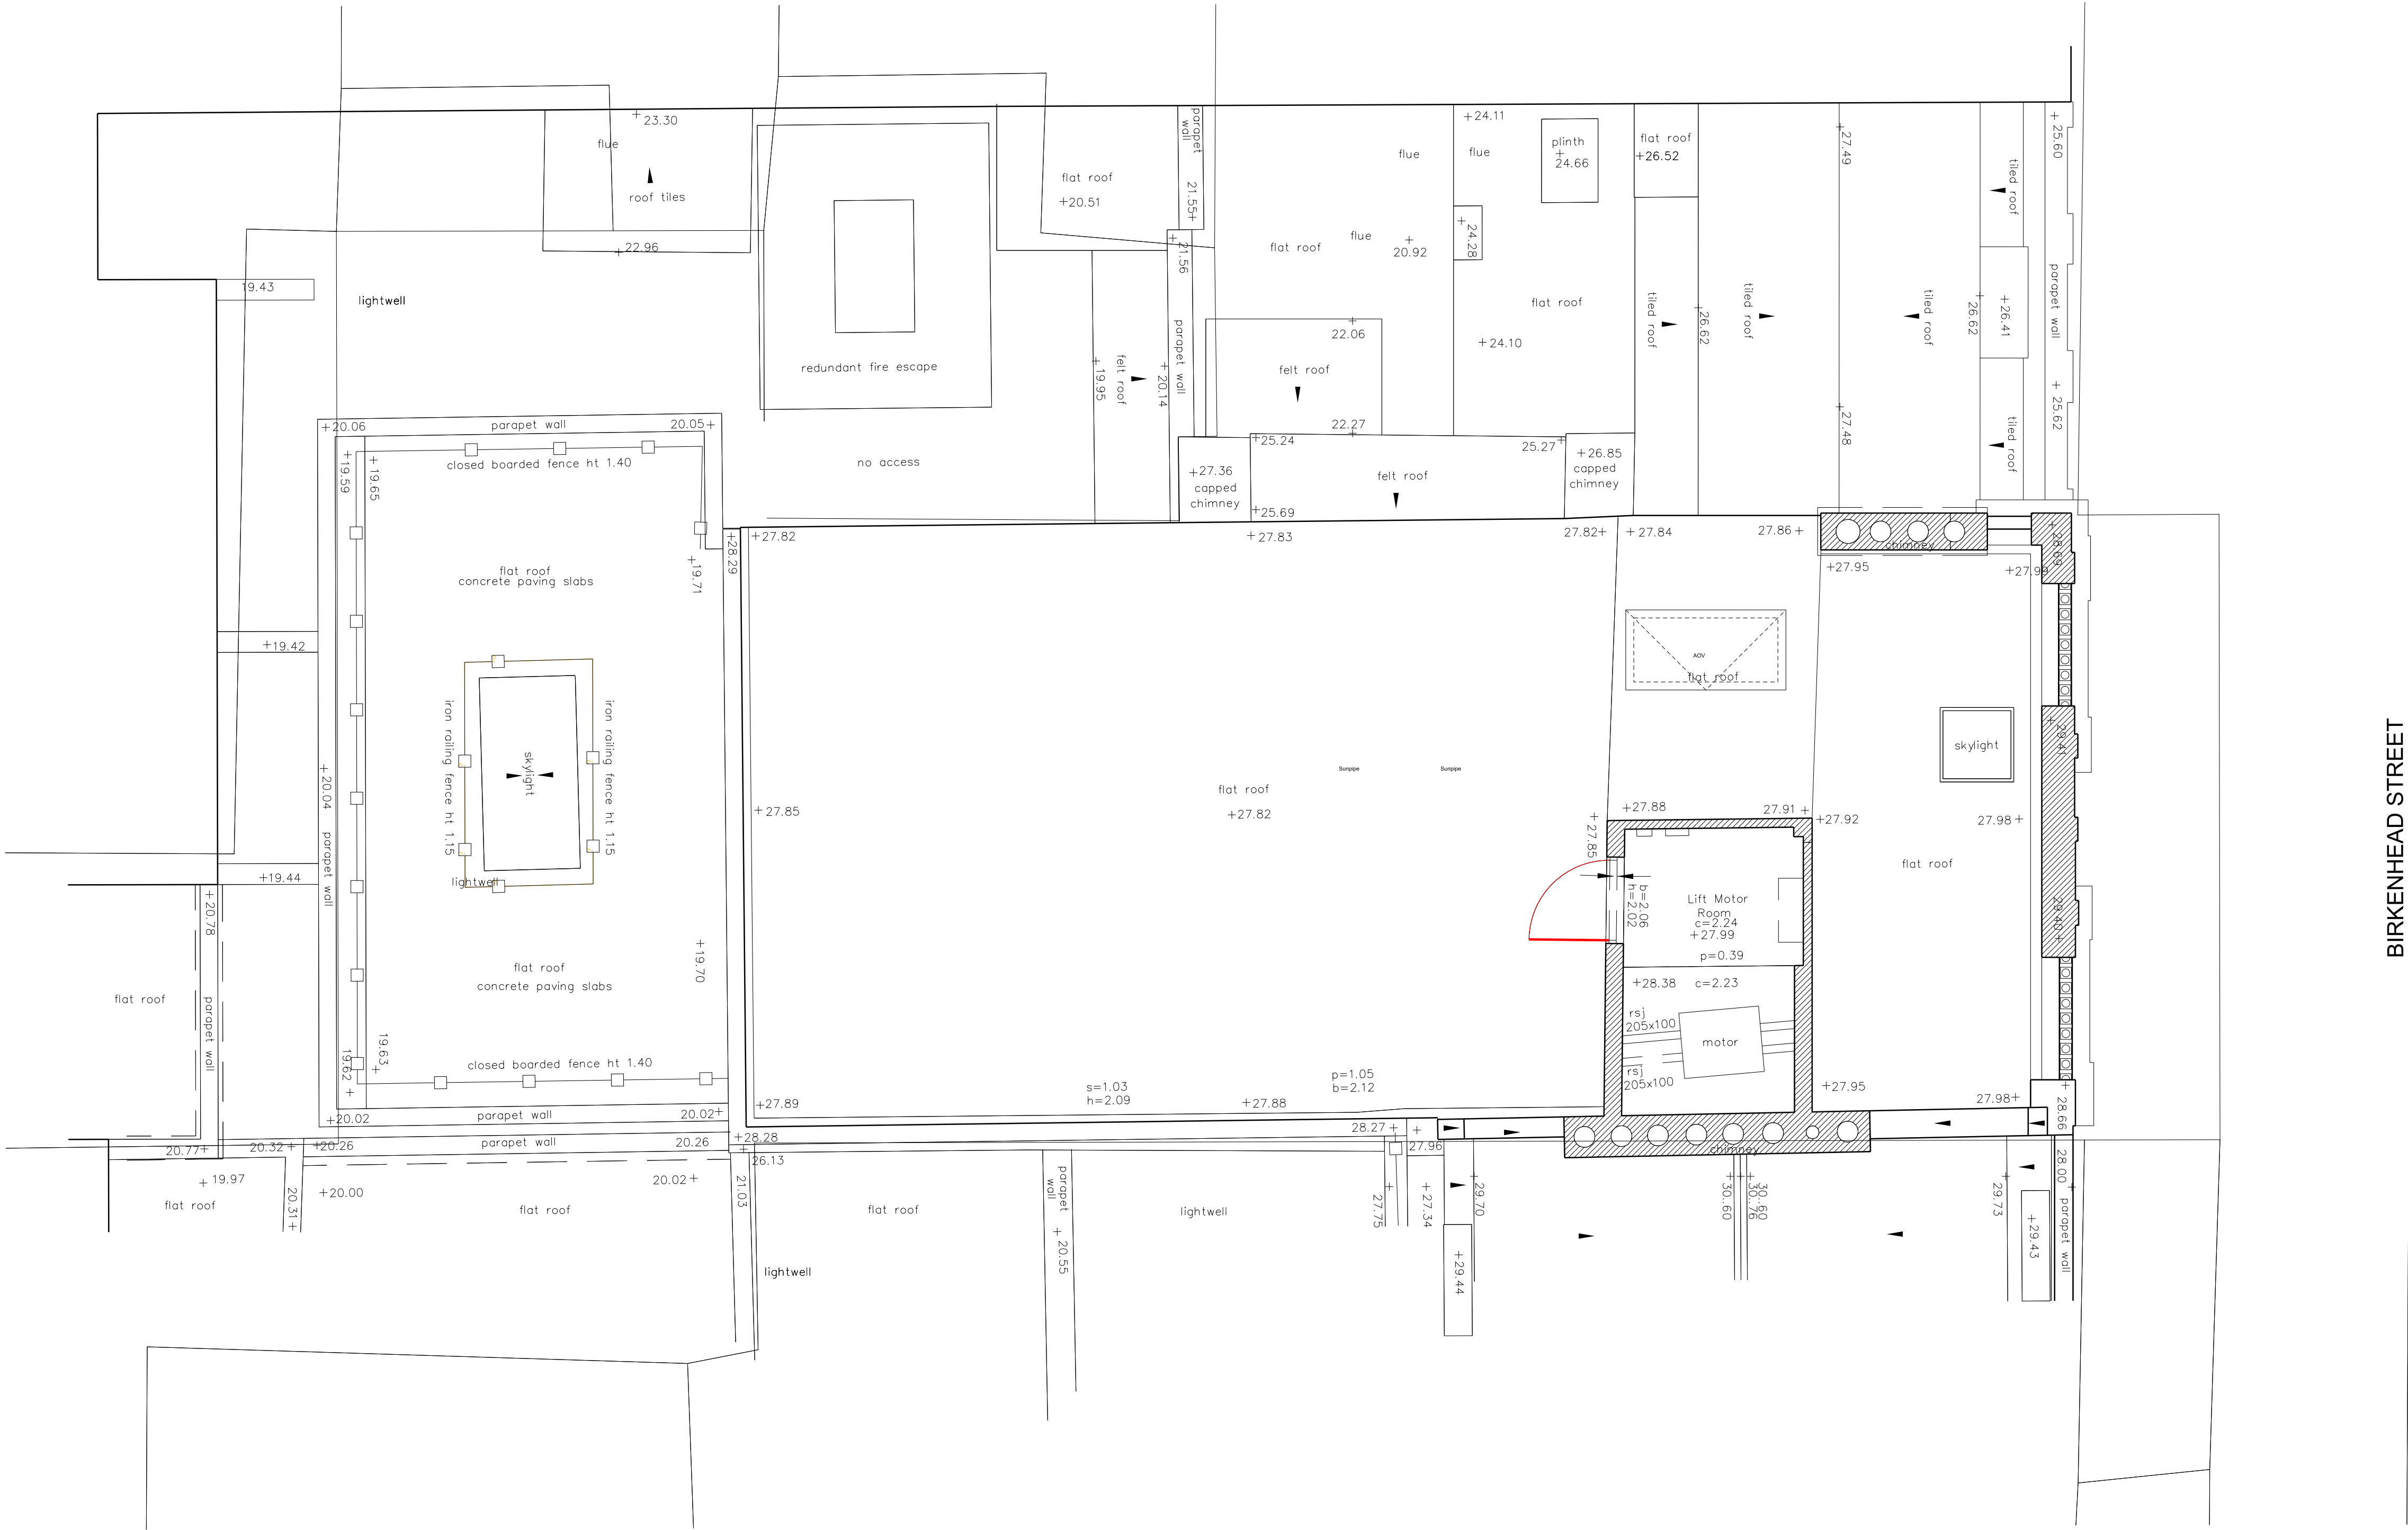 23.30
flue
roof tiles
22.96
19.43
lightwell
redundant fire escape
no access
flat roof
20.51
parapet
wall
21.55
21.56
parapet wall
19.95
felt roof
20.14
flue
24.11
flue
plinth
24.66
flat roof
26.52
flat roof
flue
20.92
24.28
flat roof
24.10
22.06
felt roof
22.27
25.24
25.27
27.36
capped
chimney
felt roof
25.69
26.85
capped
chimney
tiled roof
26.62
tiled roof
27.49
27.48
tiled roof
26.62
tiled roof
26.41
tiled roof
25.60
parapet wall
25.62
20.06
parapet wall
20.05
closed boarded fence ht 1.40
19.59
19.65
flat roof
concrete paving slabs
19.71
28.29
19.42
19.44
iron railing fence ht 1.15
skylight
iron railing fence ht 1.15
lightwell
20.04
parapet wall
20.78
parapet wall
flat roof
flat roof
concrete paving slabs
19.70
19.62
19.63
closed boarded fence ht 1.40
20.02
parapet wall
20.02
20.77
20.32
20.26
parapet wall
20.26
19.97
flat roof
20.31
20.00
flat roof
20.02
27.82
27.83
27.82
27.84
27.86
chimney
27.95
27.99
28.69
AOV
flat roof
skylight
29.41
Sunpipe
Sunpipe
flat roof
27.82
27.85
27.85
27.88
27.91
27.92
27.98
flat roof
b=2.06
h=2.02
Lift Motor
Room
c=2.24
27.99
p=0.39
28.38
c=2.23
rsj
205x100
motor
rsj
205x100
29.40
27.95
27.98
28.66
27.89
s=1.03
h=2.09
27.88
p=1.05
b=2.12
28.28
26.13
28.27
27.96
chimney
21.03
flat roof
parapet
wall
20.55
lightwell
lightwell
27.75
27.34
29.70
29.44
30.60
30.76
30.60
29.73
29.43
28.00
parapet wall
BIRKENHEAD STREET